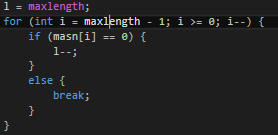 l = maxlength;
for (int i = maxlength - 1; i >= 0; i--) {
    if (masn[i] == 0) {
        l--;
    }
    else {
        break;
    }
}